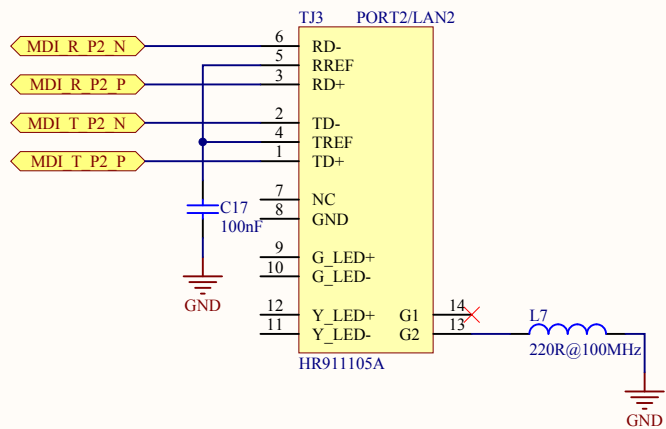 TJ3 PORT2/LAN2
MDI_R_P2_N 6 RD-
5 RREF
MDI_R_P2_P 3 RD+
MDI_T_P2_N 2 TD-
4 TREF
MDI_T_P2_P 1 TD+
7 NC
C17 8 GND
100nF
9 G_LED+
10 G_LED-
GND
12 Y_LED+ G1 14
11 Y_LED- G2 13
L7
220R@100MHz
HR911105A
GND